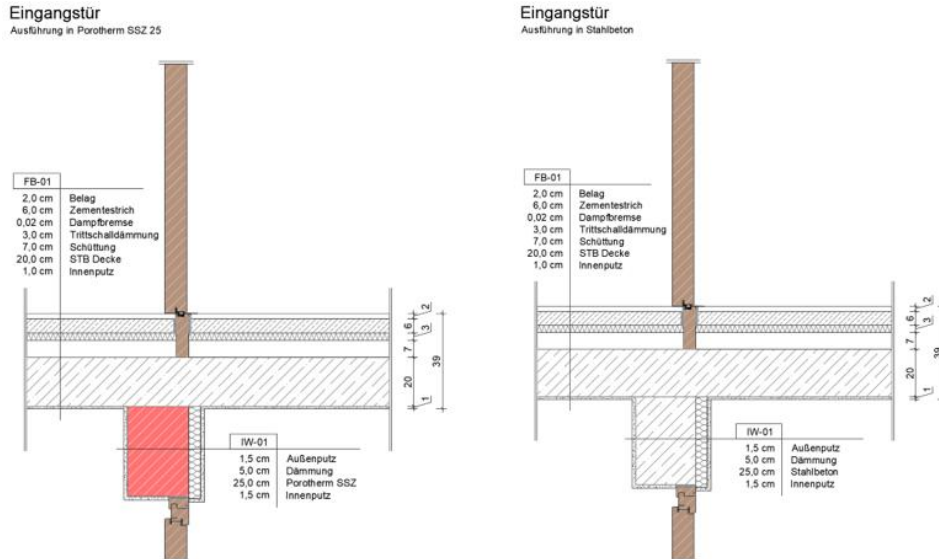 Eingangstür
Ausführung in Porotherm SSZ 25
FB-01
2,0 cm Belag
6,0 cm Zementestrich
0,02 cm Dampfbremse
3,0 cm Trittschalldämmung
7,0 cm Schüttung
20,0 cm STB Decke
1,0 cm Innenputz
2
6
3
7
20
1
39
IW-01
1,5 cm Außenputz
5,0 cm Dämmung
25,0 cm Porotherm SSZ
1,5 cm Innenputz
Eingangstür
Ausführung in Stahlbeton
FB-01
2,0 cm Belag
6,0 cm Zementestrich
0,02 cm Dampfbremse
3,0 cm Trittschalldämmung
7,0 cm Schüttung
20,0 cm STB Decke
1,0 cm Innenputz
2
6
3
7
20
1
39
IW-01
1,5 cm Außenputz
5,0 cm Dämmung
25,0 cm Stahlbeton
1,5 cm Innenputz